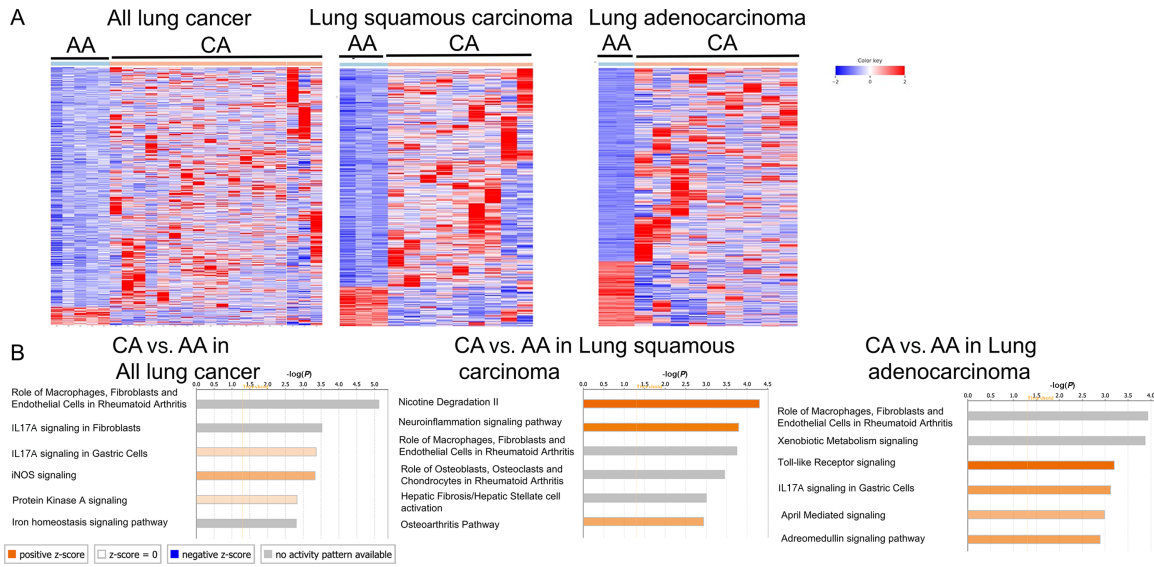 A
All lung cancer
Lung squamous carcinoma
Lung adenocarcinoma
AA
CA
AA
CA
AA
CA
Color key
−2
0
2
B
CA vs. AA in
All lung cancer
-log(P)
0.0 0.5 1.0 1.5 2.0 2.5 3.0 3.5 4.0 4.5 5.0
Role of Macrophages, Fibroblasts and
Endothelial Cells in Rheumatoid Arthritis
IL17A signaling in Fibroblasts
IL17A signaling in Gastric Cells
iNOS signaling
Protein Kinase A signaling
Iron homeostasis signaling pathway
CA vs. AA in Lung squamous
carcinoma
-log(P)
0.0 0.5 1.0 1.5 2.0 2.5 3.0 3.5 4.0 4.5
Nicotine Degradation II
Neuroinflammation signaling pathway
Role of Macrophages, Fibroblasts and
Endothelial Cells in Rheumatoid Arthritis
Role of Osteoblasts, Osteoclasts and
Chondrocytes in Rheumatoid Arthritis
Hepatic Fibrosis/Hepatic Stellate cell
activation
Osteoarthritis Pathway
CA vs. AA in Lung
adenocarcinoma
-log(P)
0.0 0.5 1.0 1.5 2.0 2.5 3.0 3.5 4.0
Role of Macrophages, Fibroblasts and
Endothelial Cells in Rheumatoid Arthritis
Xenobiotic Metabolism signaling
Toll-like Receptor signaling
IL17A signaling in Gastric Cells
April Mediated signaling
Adreomedullin signaling pathway
positive z-score
z-score = 0
negative z-score
no activity pattern available